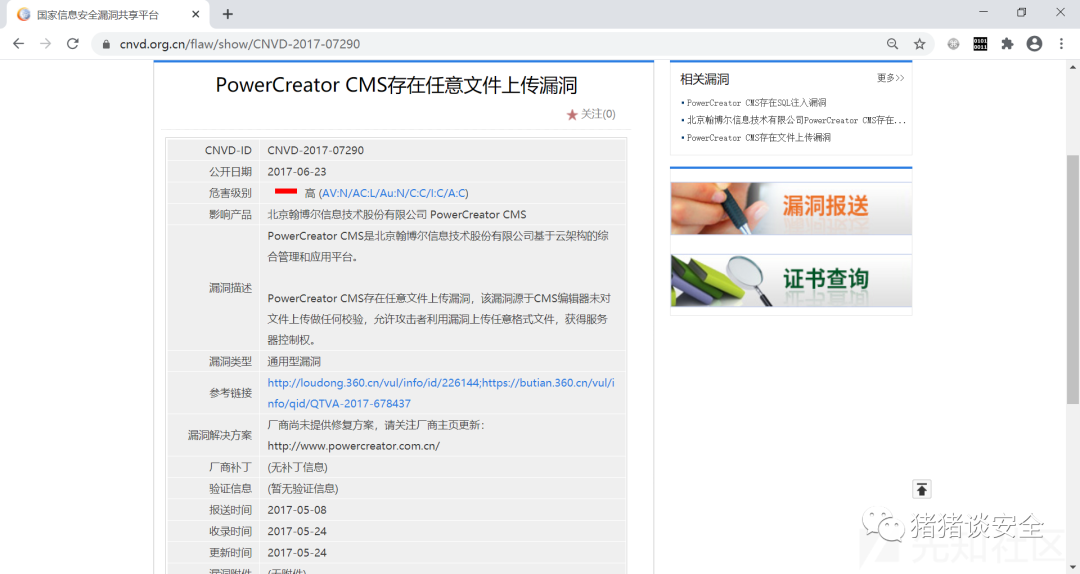 国家信息安全漏洞共享平台
cnvd.org.cn/flaw/show/CNVD-2017-07290
PowerCreator CMS存在任意文件上传漏洞
关注(0)
CNVD-ID CNVD-2017-07290
公开日期 2017-06-23
危害级别 高 (AV:N/AC:L/Au:N/C:C/I:C/A:C)
影响产品 北京翰博尔信息技术股份有限公司 PowerCreator CMS
PowerCreator CMS是北京翰博尔信息技术股份有限公司基于云架构的综
合管理和应用平台。
漏洞描述
PowerCreator CMS存在任意文件上传漏洞，该漏洞源于CMS编辑器未对
文件上传做任何校验，允许攻击者利用漏洞上传任意格式文件，获得服务
器控制权。
漏洞类型 通用型漏洞
参考链接
http://loudong.360.cn/vul/info/id/226144;https://butian.360.cn/vul/i
nfo/qid/QTVA-2017-678437
漏洞解决方案
厂商尚未提供修复方案，请关注厂商主页更新：
http://www.powercreator.com.cn/
厂商补丁 (无补丁信息)
验证信息 (暂无验证信息)
报送时间 2017-05-08
收录时间 2017-05-24
更新时间 2017-05-24
漏洞附件 (无附件)
相关漏洞 更多>>
PowerCreator CMS存在SQL注入漏洞
北京翰博尔信息技术有限公司PowerCreator CMS存在...
PowerCreator CMS存在文件上传漏洞
漏洞报送
证书查询
猪猪谈安全
先知社区